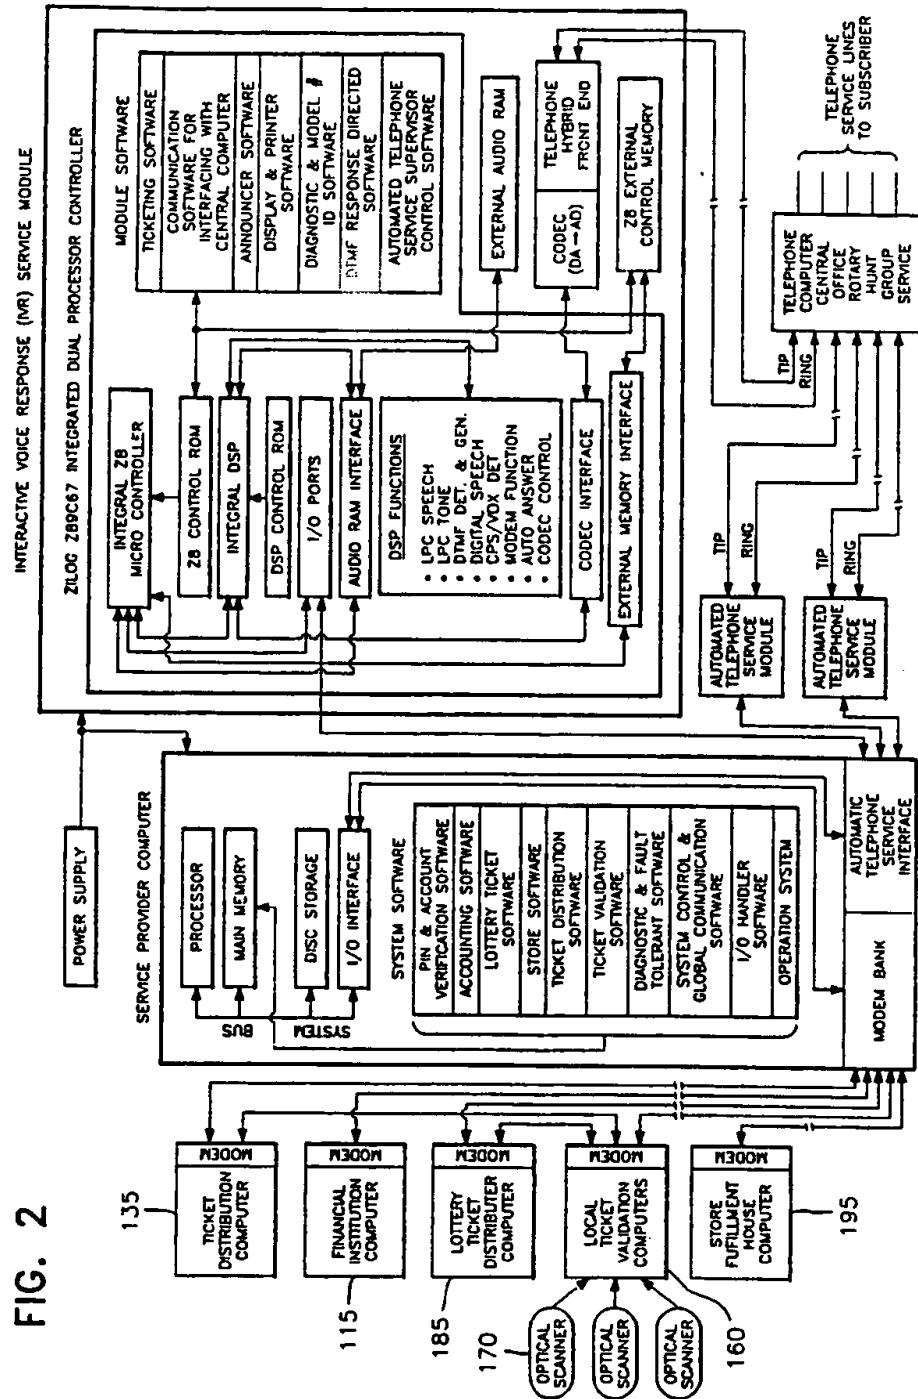 FIG. 2
INTERACTIVE VOICE RESPONSE (IVR) SERVICE MODULE
ZILOG Z89C67 INTEGRATED DUAL PROCESSOR CONTROLLER
INTEGRAL Z8
MICRO CONTROLLER
Z8 CONTROL ROM
INTEGRAL DSP
DSP CONTROL ROM
I/O PORTS
AUDIO RAM INTERFACE
DSP FUNCTIONS
• LPC SPEECH
• LPC TONE
• DTMF DET. & GEN.
• DIGITAL SPEECH
• CPS/VOX DET
• MODEM FUNCTION
• AUTO ANSWER
• CODEC CONTROL
CODEC INTERFACE
EXTERNAL MEMORY INTERFACE
MODULE SOFTWARE
TICKETING SOFTWARE
COMMUNICATION
SOFTWARE FOR
INTERFACING WITH
CENTRAL COMPUTER
ANNOUNCER SOFTWARE
DISPLAY & PRINTER
SOFTWARE
DIAGNOSTIC & MODEL #
ID SOFTWARE
DTMF RESPONSE DIRECTED
SOFTWARE
AUTOMATED TELEPHONE
SERVICE SUPERVISOR
CONTROL SOFTWARE
EXTERNAL AUDIO RAM
TELEPHONE
HYBRID
FRONT END
CODEC
(DA→AD)
Z8 EXTERNAL
CONTROL MEMORY
POWER SUPPLY
SERVICE PROVIDER COMPUTER
PROCESSOR
MAIN MEMORY
DISC STORAGE
I/O INTERFACE
SYSTEM
BUS
SYSTEM SOFTWARE
PIN & ACCOUNT
VERIFICATION SOFTWARE
ACCOUNTING SOFTWARE
LOTTERY TICKET
SOFTWARE
STORE SOFTWARE
TICKET DISTRIBUTION
SOFTWARE
TICKET VALIDATION
SOFTWARE
DIAGNOSTIC & FAULT
TOLERANT SOFTWARE
SYSTEM CONTROL &
GLOBAL COMMUNICATION
SOFTWARE
I/O HANDLER
SOFTWARE
OPERATION SYSTEM
MODEM BANK
AUTOMATIC
TELEPHONE
SERVICE
INTERFACE
AUTOMATED
TELEPHONE
SERVICE
MODULE
AUTOMATED
TELEPHONE
SERVICE
MODULE
TIP
RING
TIP
RING
TIP
RING
TELEPHONE
COMPUTER
CENTRAL
OFFICE
ROTARY
HUNT
GROUP
SERVICE
TELEPHONE
SERVICE LINES
TO SUBSCRIBER
135
TICKET
DISTRIBUTION
COMPUTER
MODEM
115
FINANCIAL
INSTITUTION
COMPUTER
MODEM
185
LOTTERY
TICKET
DISTRIBUTER
COMPUTER
MODEM
170
OPTICAL
SCANNER
OPTICAL
SCANNER
OPTICAL
SCANNER
160
LOCAL
TICKET
VALIDATION
COMPUTERS
MODEM
195
STORE
FUFILLMENT
HOUSE
COMPUTER
MODEM